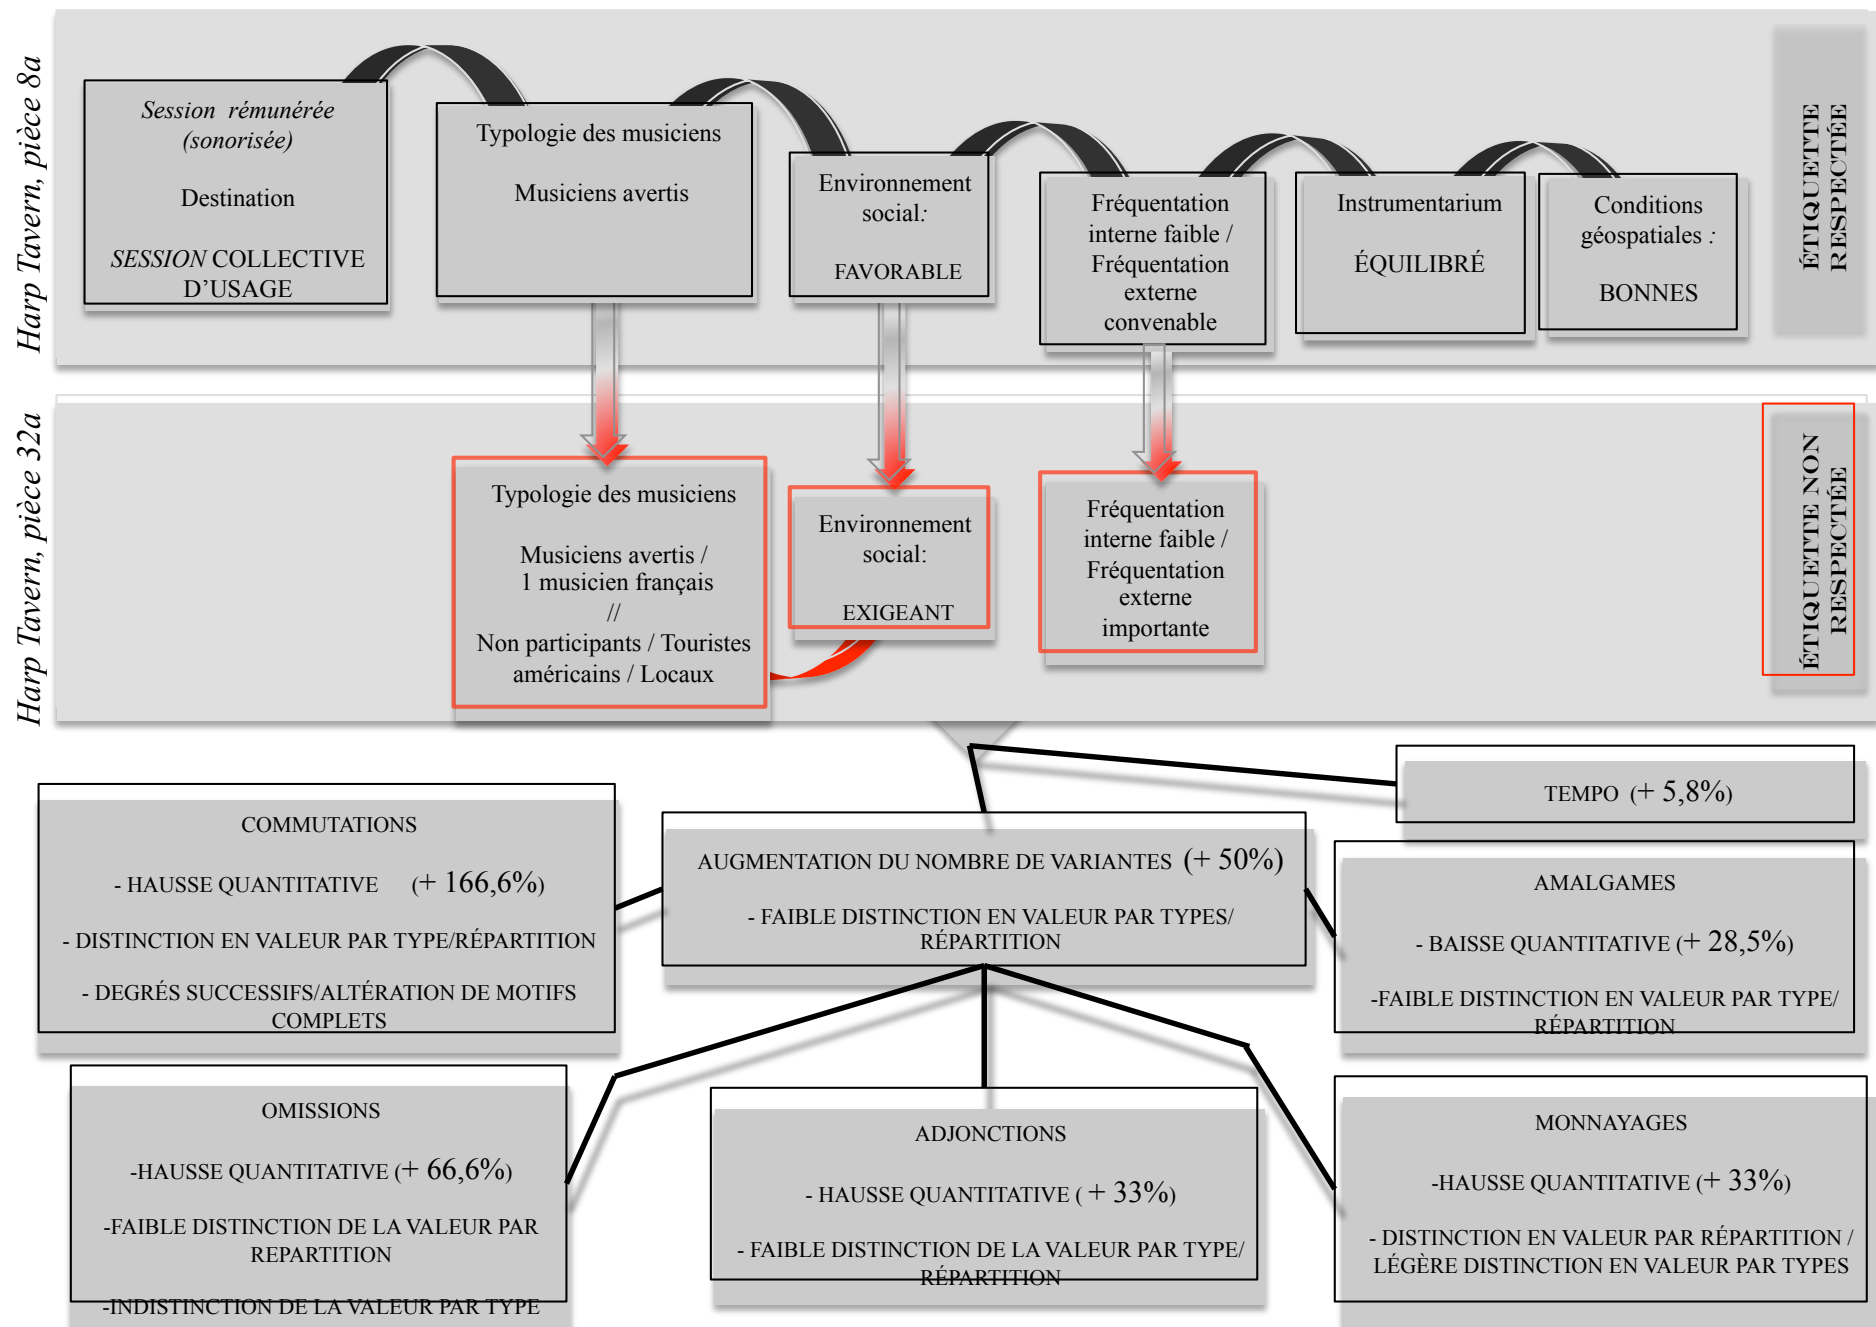 Harp Tavern, pièce 8a
Session rémunérée
(sonorisée)
Destination
SESSION COLLECTIVE
D'USAGE
Typologie des musiciens
Musiciens avertis
Environnement
social:
FAVORABLE
Fréquentation
interne faible /
Fréquentation
externe
convenable
Instrumentarium
ÉQUILIBRÉ
Conditions
géospatiales :
BONNES
ÉTIQUETTE
RESPECTÉE
Harp Tavern, pièce 32a
Typologie des musiciens
Musiciens avertis /
1 musicien français
//
Non participants / Touristes
américains / Locaux
Environnement
social:
EXIGEANT
Fréquentation
interne faible /
Fréquentation
externe
importante
ÉTIQUETTE NON
RESPECTÉE
TEMPO (+ 5,8%)
COMMUTATIONS
- HAUSSE QUANTITATIVE (+ 166,6%)
- DISTINCTION EN VALEUR PAR TYPE/RÉPARTITION
- DEGRÉS SUCCESSIFS/ALTÉRATION DE MOTIFS
COMPLETS
AUGMENTATION DU NOMBRE DE VARIANTES (+ 50%)
- FAIBLE DISTINCTION EN VALEUR PAR TYPES/
RÉPARTITION
AMALGAMES
- BAISSE QUANTITATIVE (+ 28,5%)
-FAIBLE DISTINCTION EN VALEUR PAR TYPE/
RÉPARTITION
OMISSIONS
-HAUSSE QUANTITATIVE (+ 66,6%)
-FAIBLE DISTINCTION DE LA VALEUR PAR
REPARTITION
-INDISTINCTION DE LA VALEUR PAR TYPE
ADJONCTIONS
- HAUSSE QUANTITATIVE ( + 33%)
- FAIBLE DISTINCTION DE LA VALEUR PAR TYPE/
RÉPARTITION
MONNAYAGES
-HAUSSE QUANTITATIVE (+ 33%)
- DISTINCTION EN VALEUR PAR RÉPARTITION /
LÉGÈRE DISTINCTION EN VALEUR PAR TYPES